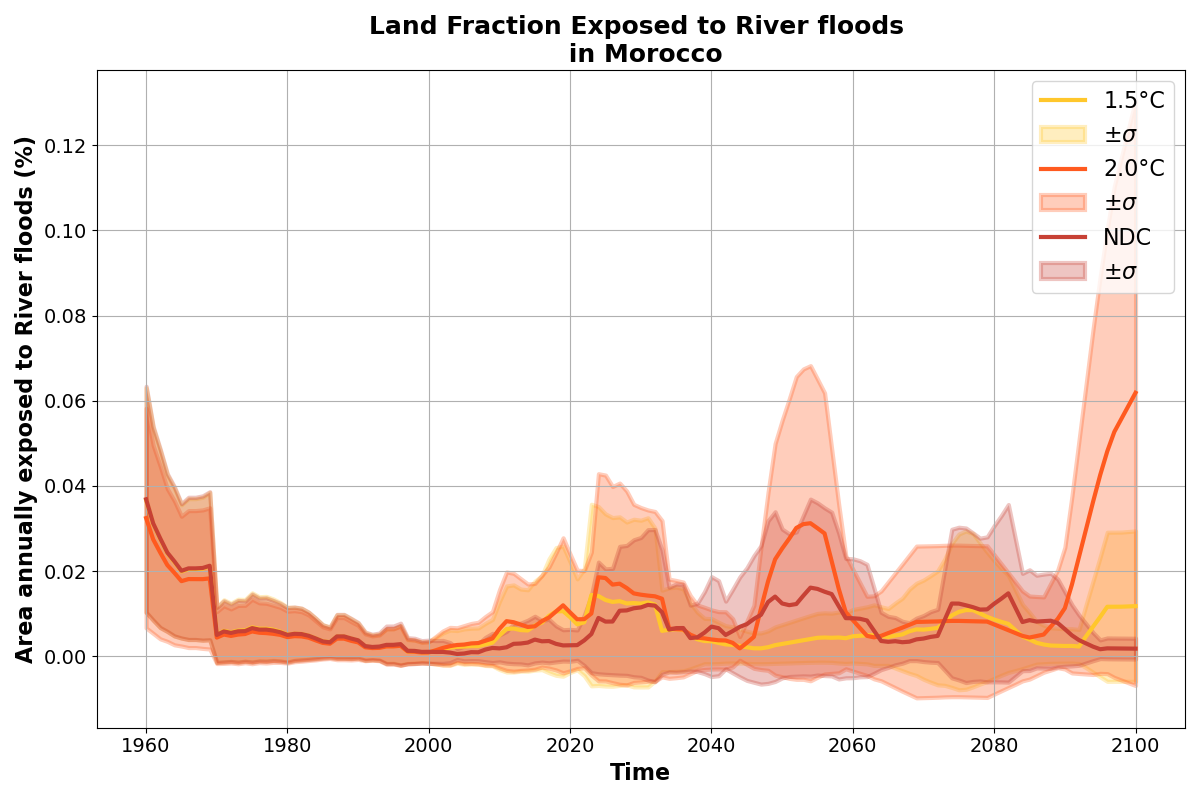 Land Fraction Exposed to River floods
in Morocco
Area annually exposed to River floods (%)
0.12
0.10
0.08
0.06
0.04
0.02
0.00
1.5°C
±σ
2.0°C
±σ
NDC
±σ
1960
1980
2000
2020
2040
2060
2080
2100
Time